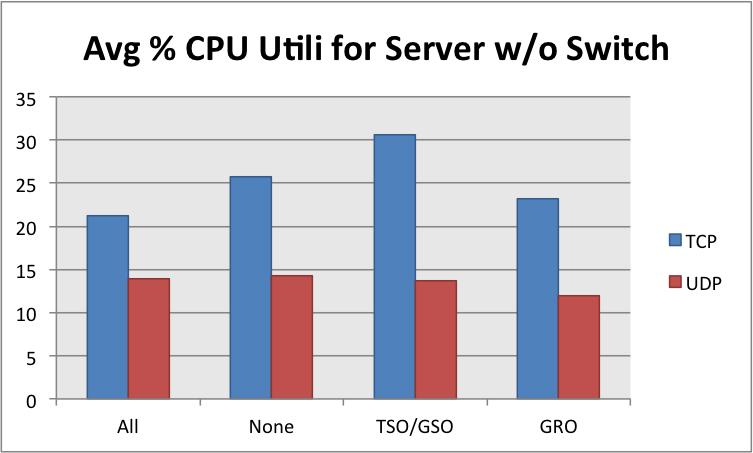 Avg % CPU Utili for Server w/o Switch
35
30
25
20
15
10
5
0
All None TSO/GSO GRO
TCP
UDP